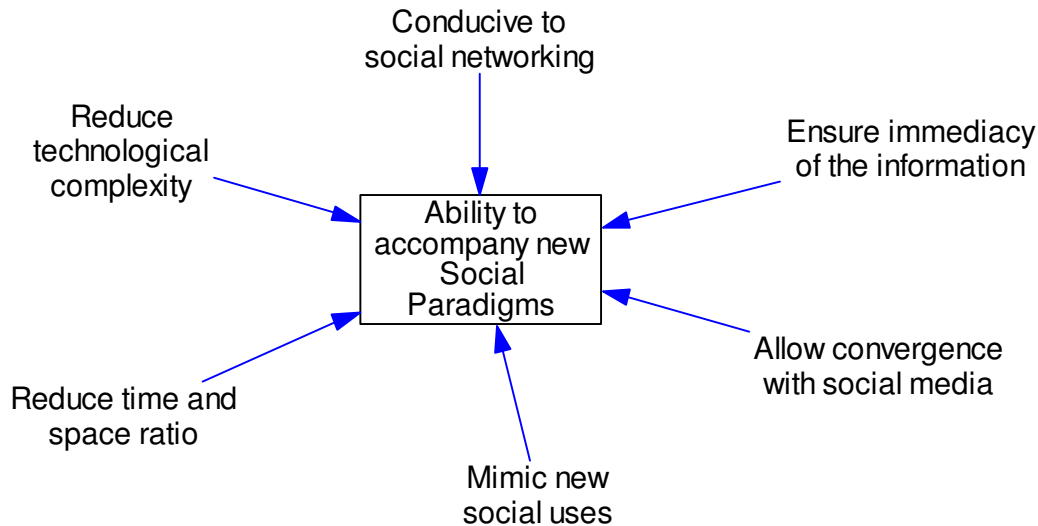 Conducive to
social networking
Reduce
technological
complexity
Ensure immediacy
of the information
Ability to
accompany new
Social
Paradigms
Allow convergence
with social media
Reduce time and
space ratio
Mimic new
social uses